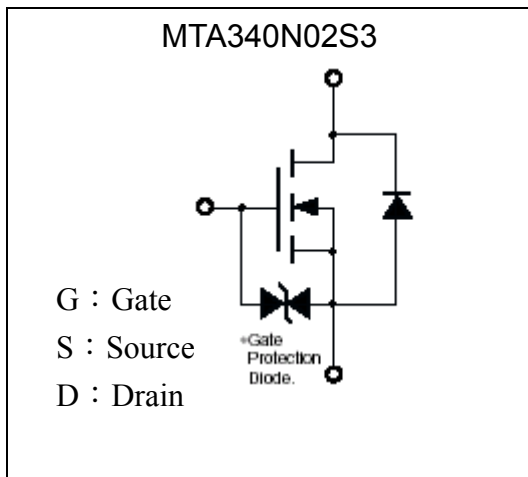 MTA340N02S3
G：Gate
S：Source
D：Drain
*Gate
Protection
Diode.